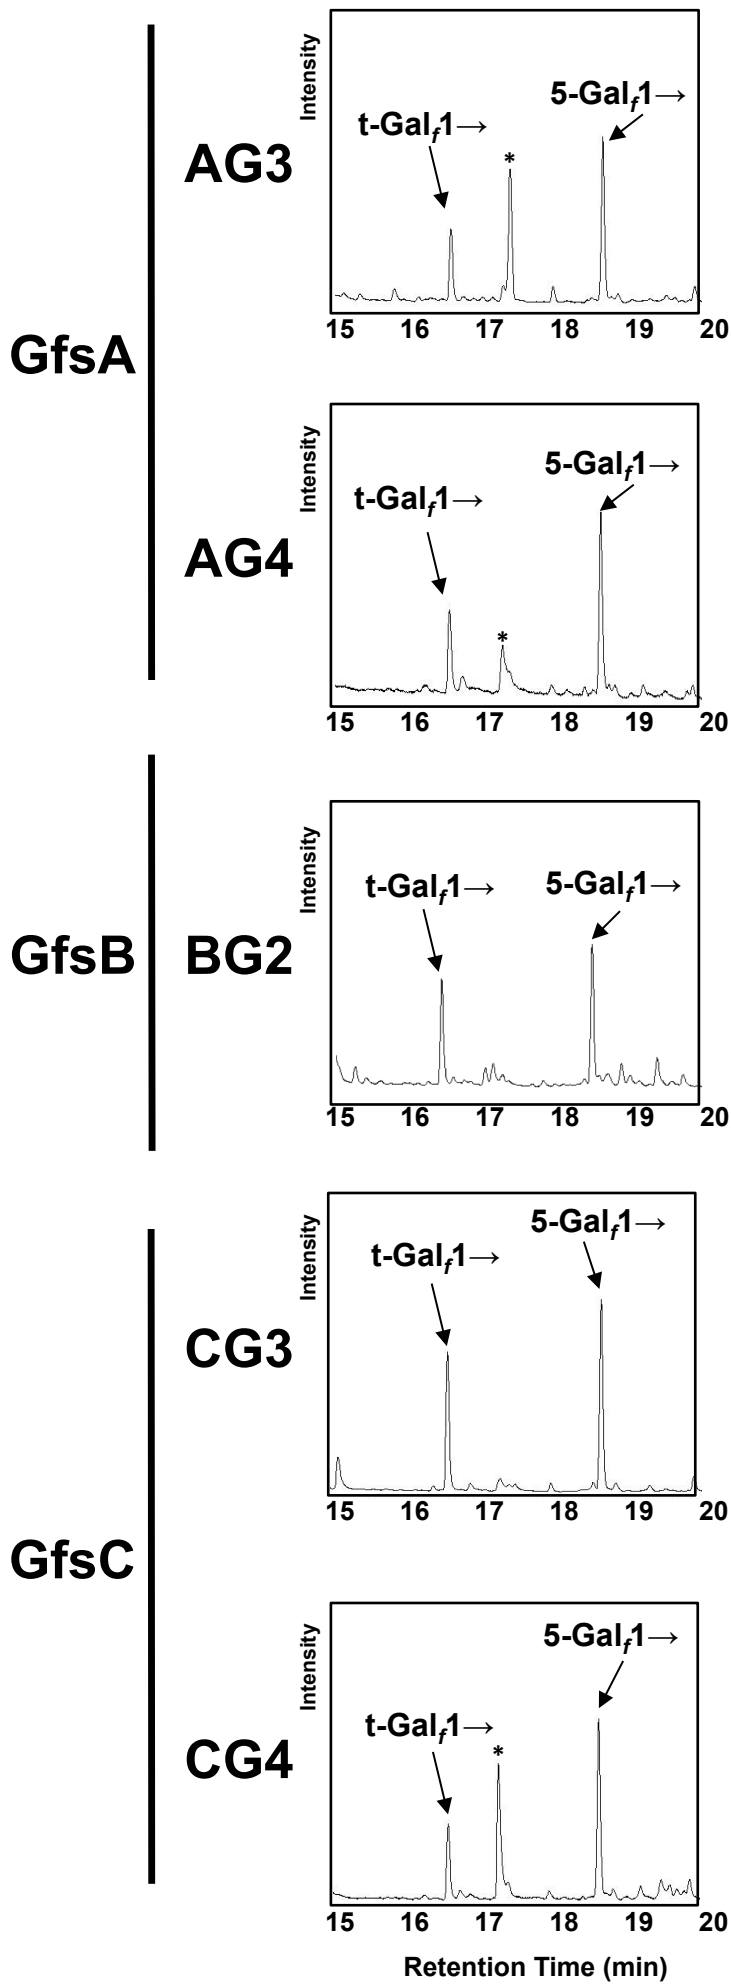 GfsA
AG3
Intensity
t-Galf1→
*
5-Galf1→
15 16 17 18 19 20
AG4
Intensity
t-Galf1→
*
5-Galf1→
15 16 17 18 19 20
GfsB
BG2
Intensity
t-Galf1→
5-Galf1→
15 16 17 18 19 20
GfsC
CG3
Intensity
t-Galf1→
5-Galf1→
15 16 17 18 19 20
CG4
Intensity
t-Galf1→
*
5-Galf1→
15 16 17 18 19 20
Retention Time (min)